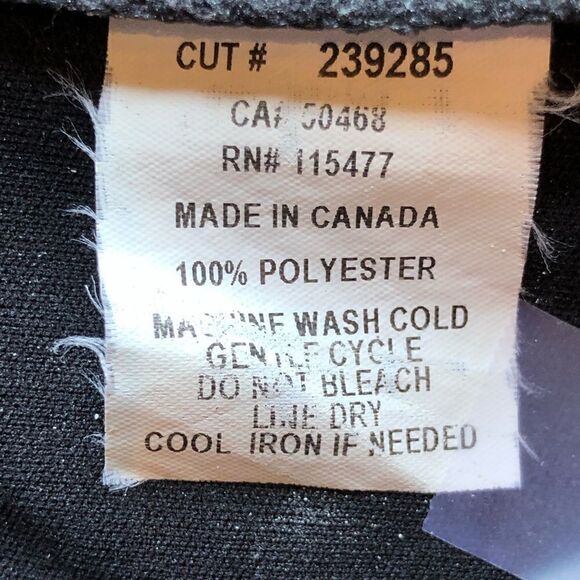 CUT # 239285
CA# 50468
RN# 115477
MADE IN CANADA
100% POLYESTER
MACHINE WASH COLD
GENTLE CYCLE
DO NOT BLEACH
LINE DRY
COOL IRON IF NEEDED